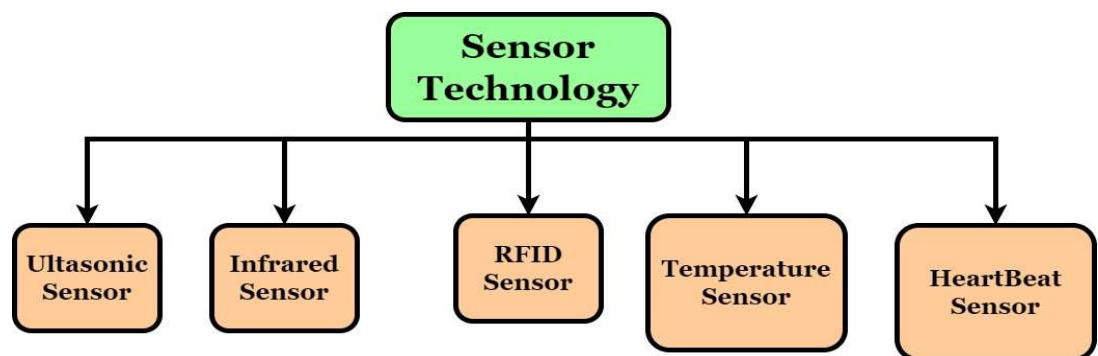 Sensor
Technology
Ultasonic
Sensor
Infrared
Sensor
RFID
Sensor
Temperature
Sensor
HeartBeat
Sensor